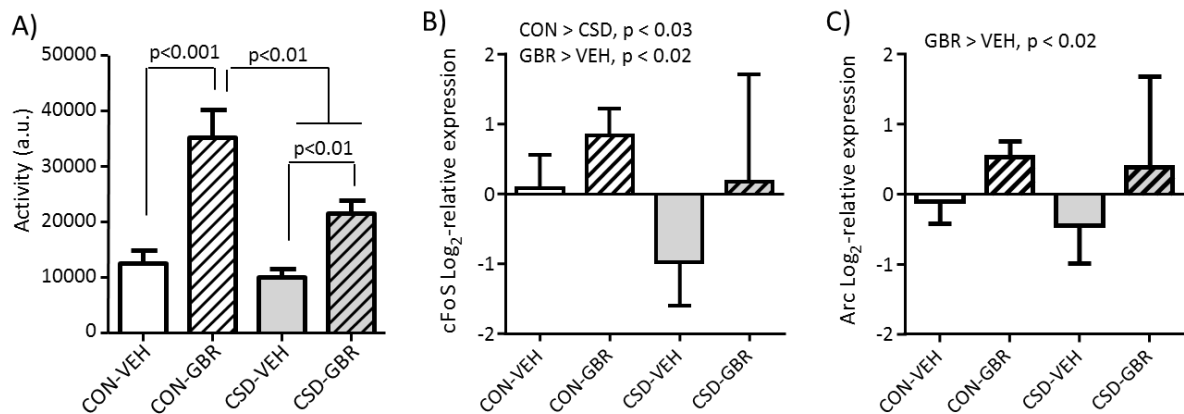 A)
p<0.001
p<0.01
p<0.01
Activity (a.u.)
50000
40000
30000
20000
10000
0
CON-VEH
CON-GBR
CSD-VEH
CSD-GBR
B)
CON > CSD, p < 0.03
GBR > VEH, p < 0.02
cFoS Log2-relative expression
2
1
0
-1
-2
CON-VEH
CON-GBR
CSD-VEH
CSD-GBR
C)
GBR > VEH, p < 0.02
Arc Log2-relative expression
2
1
0
-1
-2
CON-VEH
CON-GBR
CSD-VEH
CSD-GBR